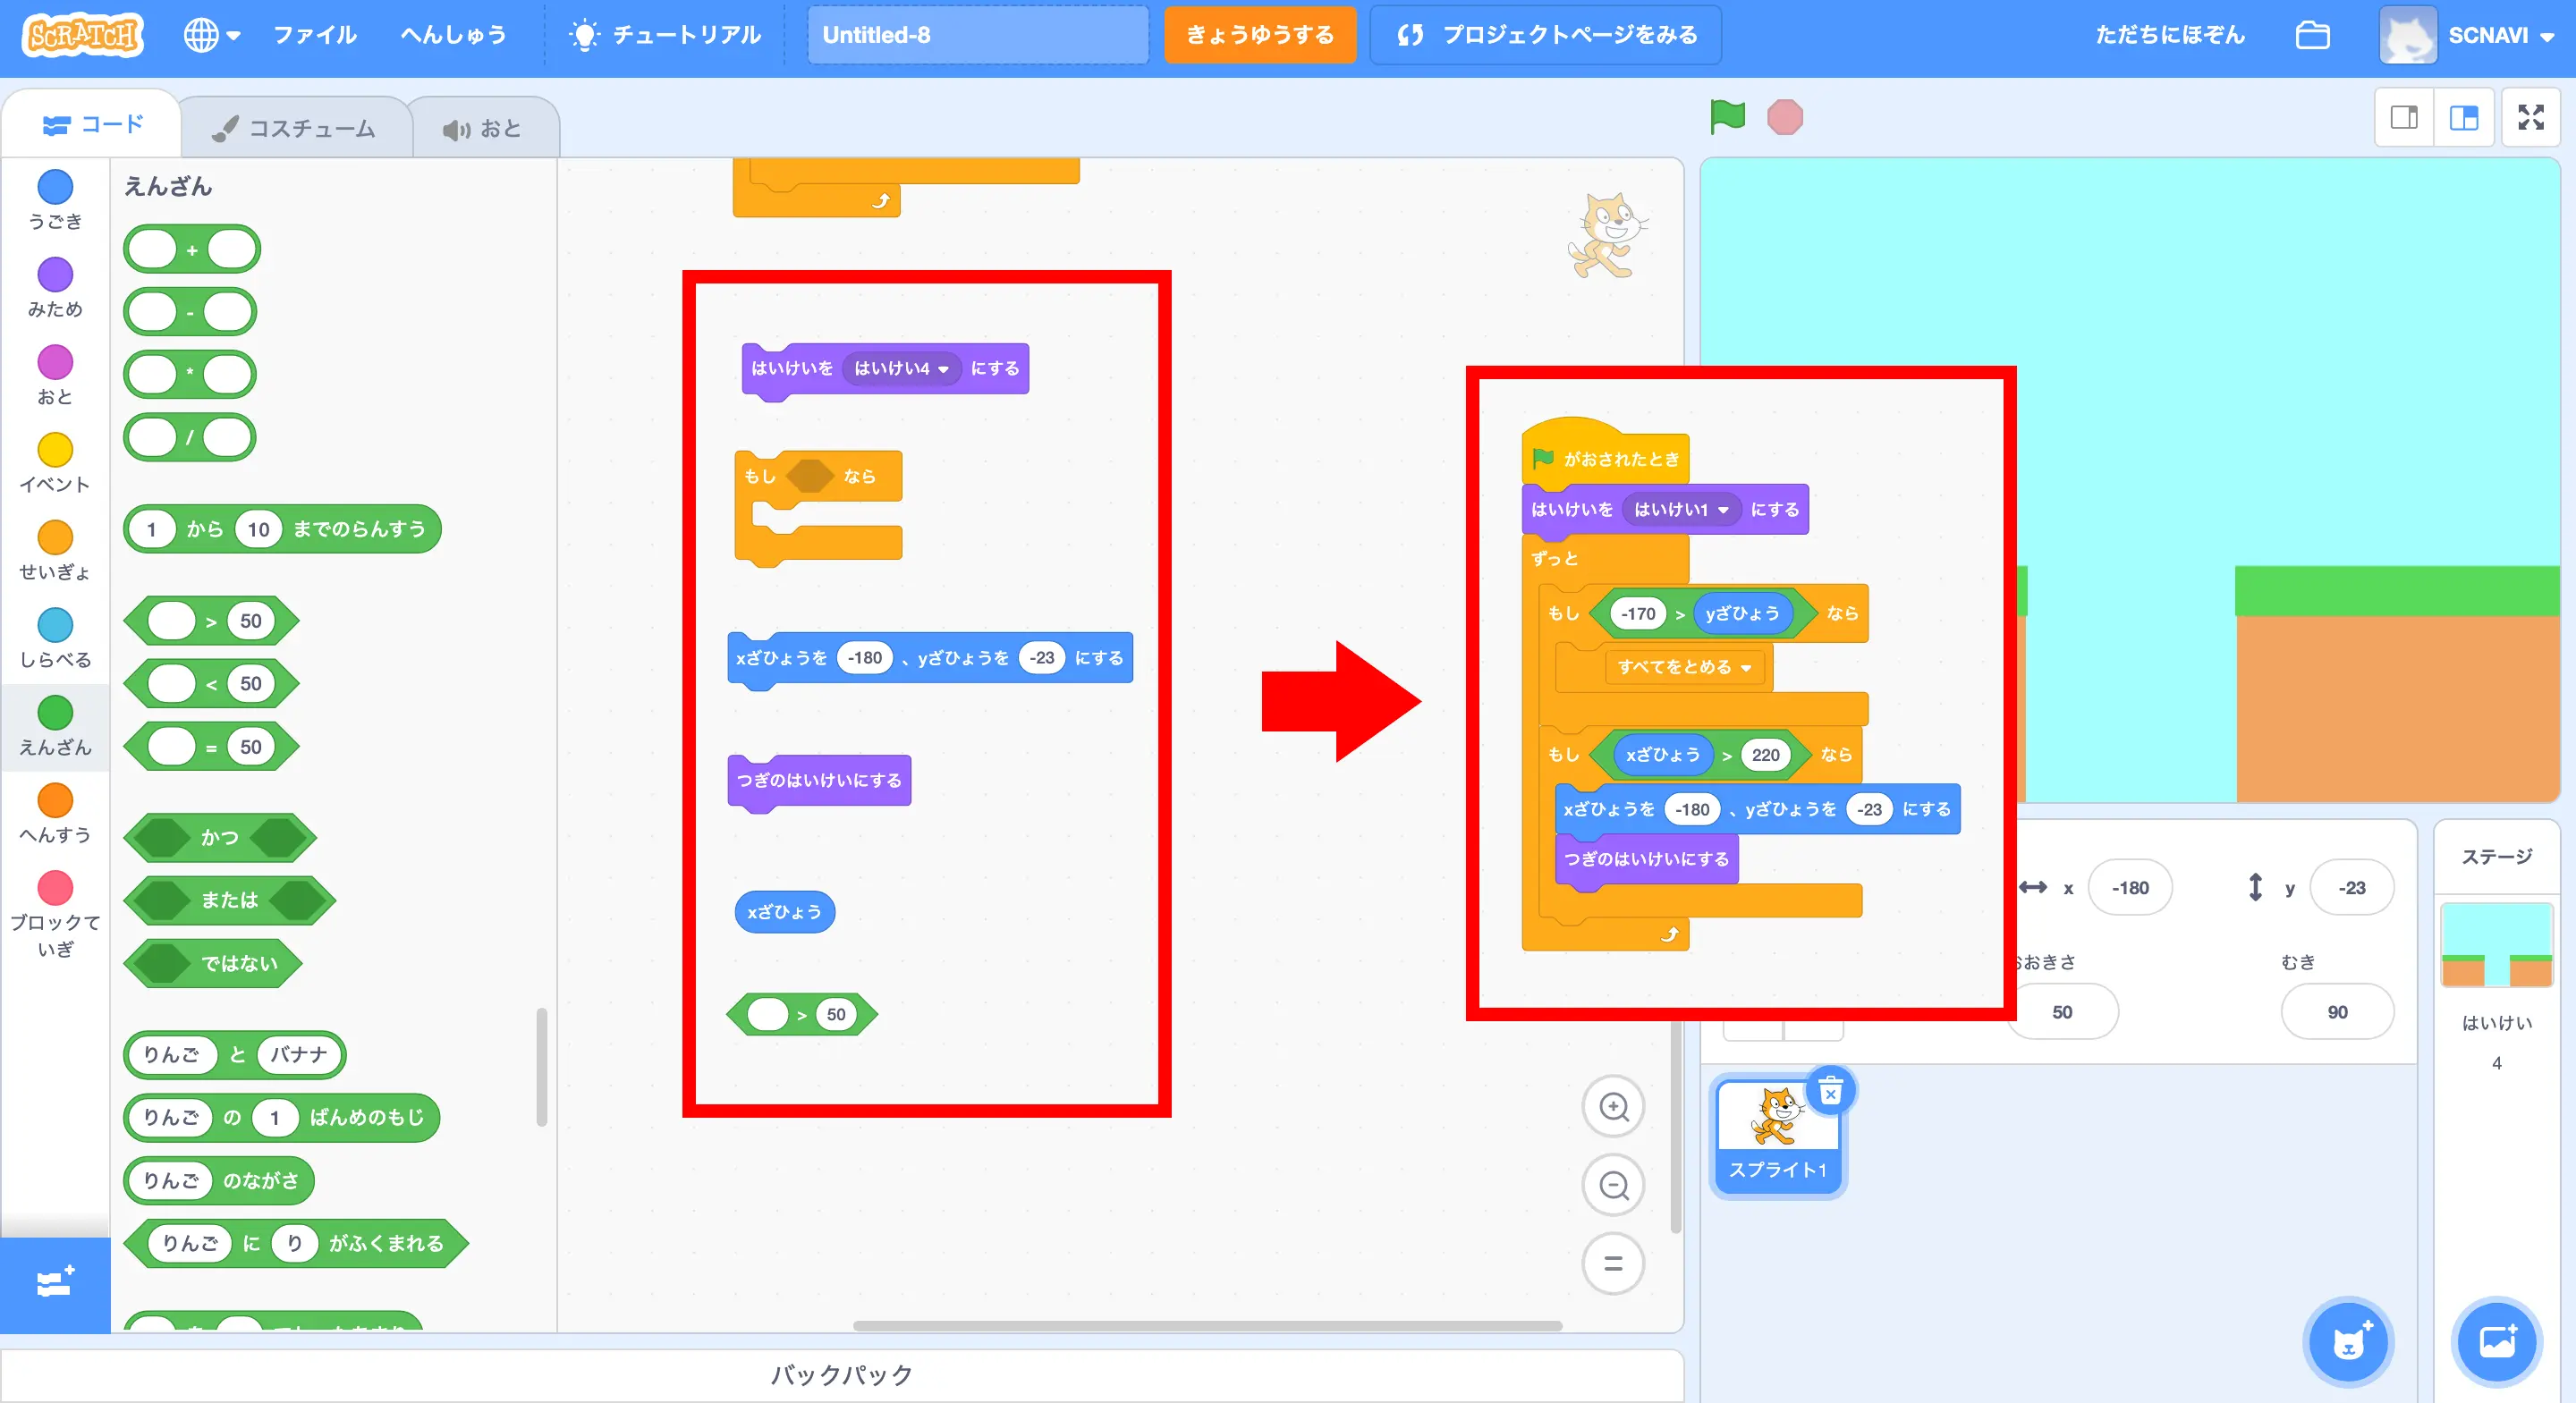 SCRATCH
ファイル
へんしゅう
チュートリアル
Untitled-8
きょうゆうする
プロジェクトページをみる
ただちにほぞん
SCNAVI
コード
コスチューム
おと
うごき
みため
おと
イベント
せいぎょ
しらべる
えんざん
へんすう
ブロックて
いぎ
えんざん
+
-
*
/
1 から 10 までのらんすう
> 50
< 50
= 50
かつ
または
ではない
りんご と バナナ
りんご の 1 ばんめのもじ
りんご のながさ
りんご に り がふくまれる
はいけいを はいけい4 にする
もし なら
xざひょうを -180 、yざひょうを -23 にする
つぎのはいけいにする
xざひょう
> 50
がおされたとき
はいけいを はいけい1 にする
ずっと
もし -170 > yざひょう なら
すべてをとめる
もし xざひょう > 220 なら
xざひょうを -180 、yざひょうを -23 にする
つぎのはいけいにする
x -180
y -23
おおきさ
むき
50
90
スプライト1
ステージ
はいけい
4
バックパック